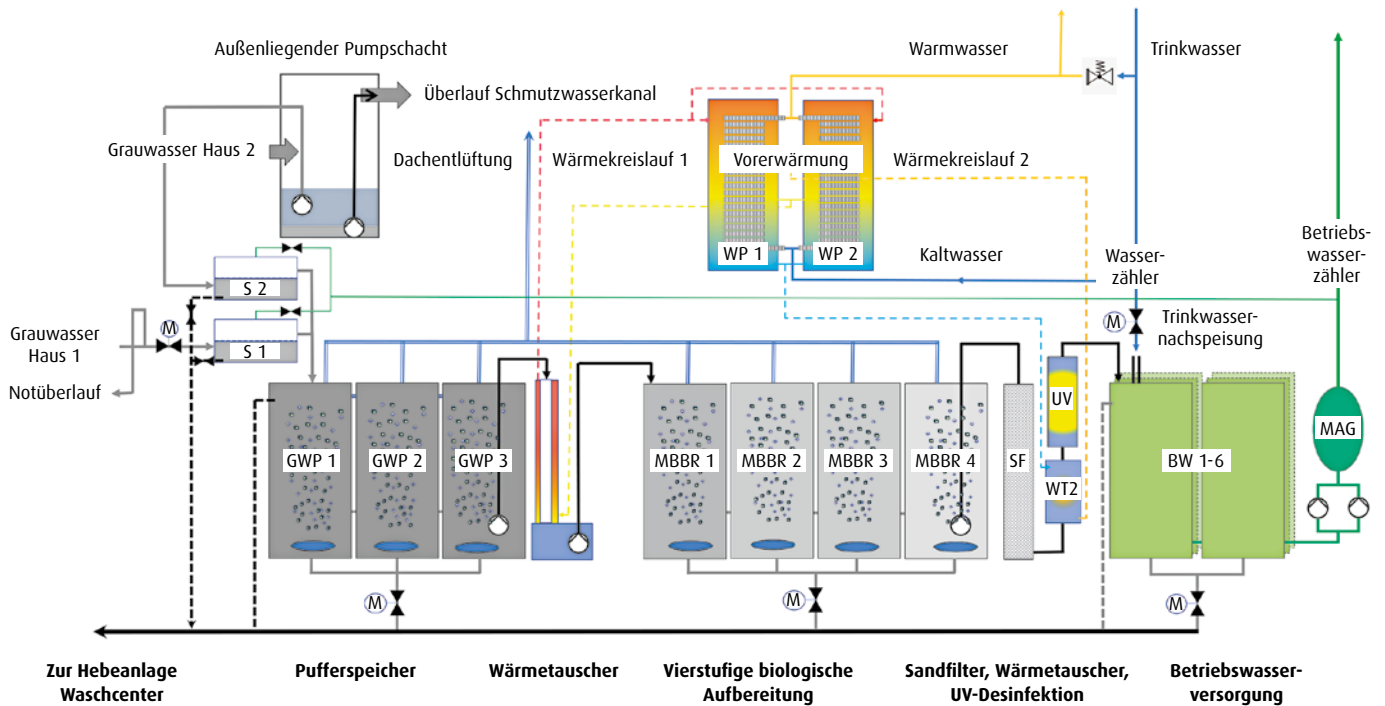 Außenliegender Pumpschacht
Warmwasser
Trinkwasser
Überlauf Schmutzwasserkanal
Grauwasser Haus 2
Dachentlüftung
Wärmekreislauf 1
Vorerwärmung
Wärmekreislauf 2
WP 1
WP 2
Kaltwasser
Wasser-
zähler
Betriebs-
wasser-
zähler
S 2
S 1
M
Grauwasser
Haus 1
Notüberlauf
M
Trinkwasser-
nachspeisung
GWP 1
GWP 2
GWP 3
MBBR 1
MBBR 2
MBBR 3
MBBR 4
SF
UV
WT2
BW 1-6
MAG
M
M
M
Zur Hebeanlage
Waschcenter
Pufferspeicher
Wärmetauscher
Vierstufige biologische
Aufbereitung
Sandfilter, Wärmetauscher,
UV-Desinfektion
Betriebswasser-
versorgung